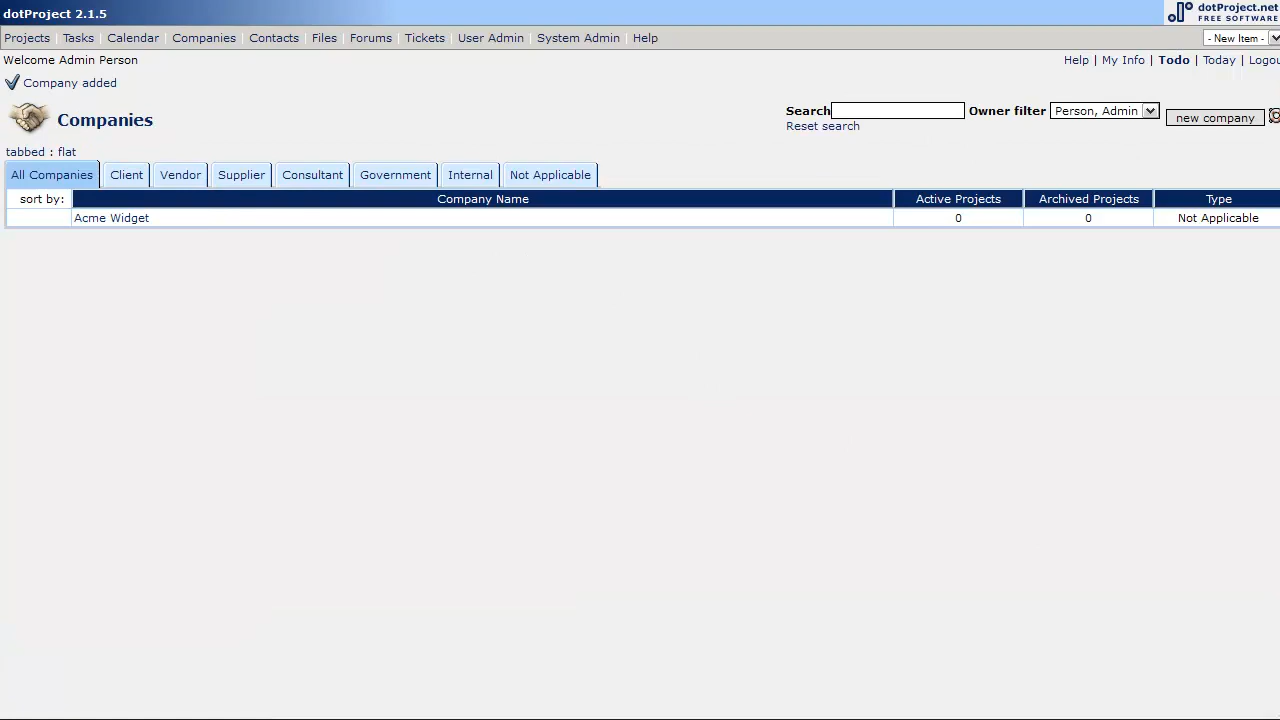 dotProject 2.1.5
dotProject.net
FREE SOFTWARE
Projects Tasks Calendar Companies Contacts Files Forums Tickets User Admin System Admin Help
- New Item -
Welcome Admin Person
Help | My Info | Todo | Today |
Company added
Companies
Search Owner filter Person, Admin new company
Reset search
tabbed : flat
All Companies Client Vendor Supplier Consultant Government Internal Not Applicable
sort by: Company Name Active Projects Archived Projects Type
Acme Widget 0 0 Not Applicable